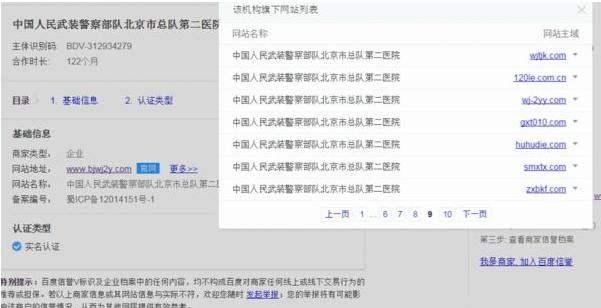 中国人民武装警察部队北京市总队第二医院
主体识别码: BDV-312934279
合作时长: 122个月
目录 1. 基础信息 2. 认证类型
基础信息
商家类型: 企业
网站地址: www.bjwj2y.com 官网 更多>>
网站名称: 中国人民武装警察部队北京市总队第二
备案编号: 蜀ICP备12014151号-1
认证类型
实名认证
特别提示: 百度信誉V标识及企业档案中的任何内容, 均不构成百度对商家任何线上或线下交易行为的
推荐或担保。若以上商家信息或其网站信息与实际不符, 欢迎您随时 发起举报; 您的举报将有可能影
该机构旗下网站列表
网站名称 网站主域
中国人民武装警察部队北京市总队第二医院 wjtjk.com
中国人民武装警察部队北京市总队第二医院 120le.com.cn
中国人民武装警察部队北京市总队第二医院 wj-2yy.com
中国人民武装警察部队北京市总队第二医院 gxt010.com
中国人民武装警察部队北京市总队第二医院 huhudie.com
中国人民武装警察部队北京市总队第二医院 smxtx.com
中国人民武装警察部队北京市总队第二医院 zxbkf.com
上一页 1 ... 6 7 8 9 10 下一页
第三步: 查看商家信誉档案
我是商家, 加入百度信誉